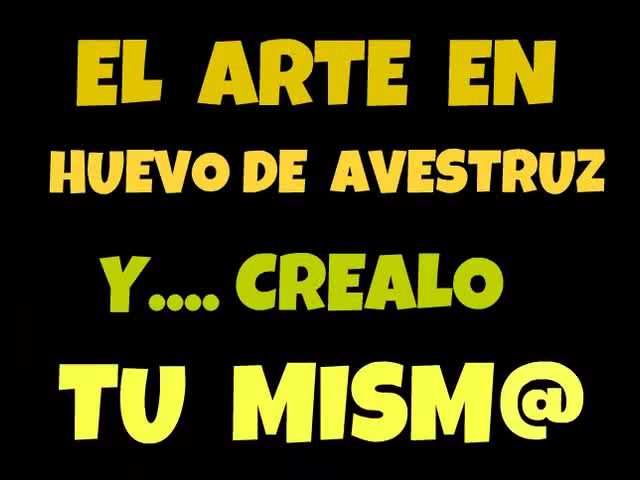 EL ARTE EN
HUEVO DE AVESTRUZ
Y.... CREALO
TU MISM@